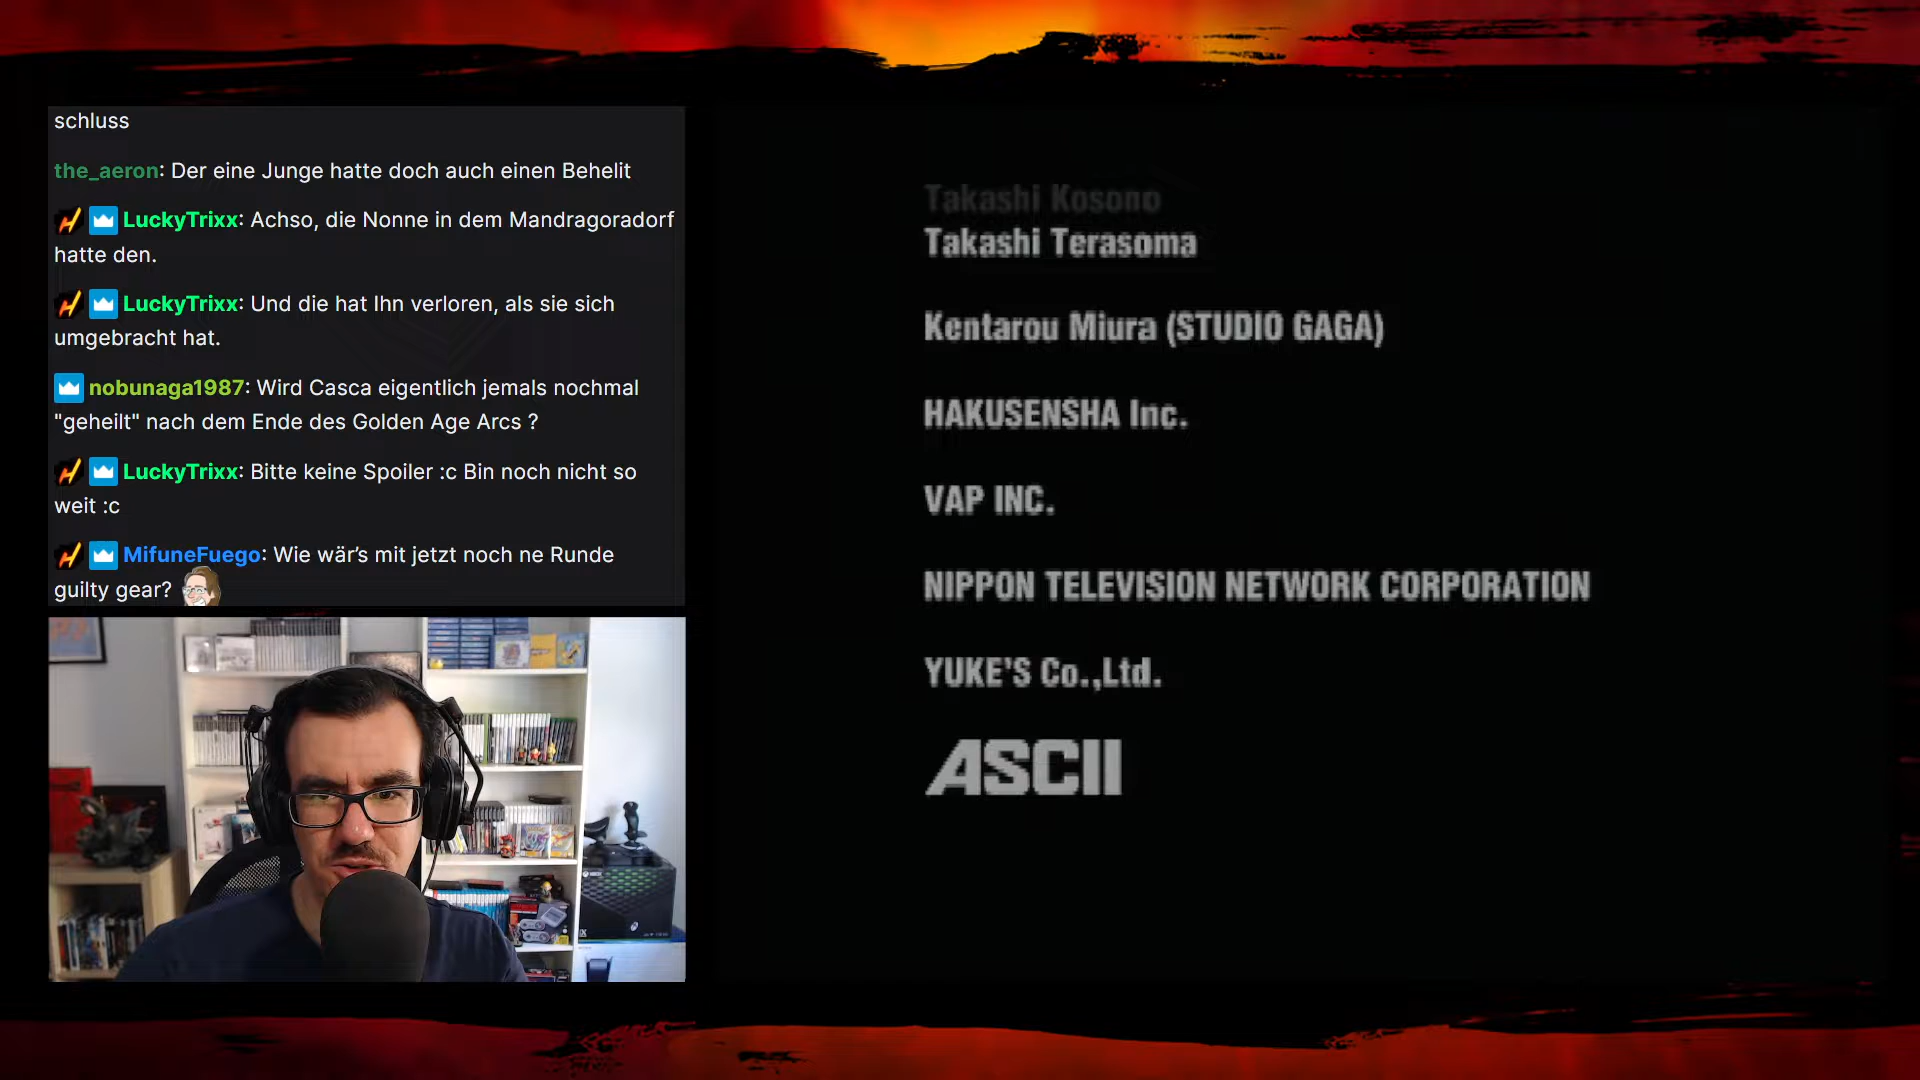 schluss
the_aeron: Der eine Junge hatte doch auch einen Behelit
LuckyTrixx: Achso, die Nonne in dem Mandragoradorf
hatte den.
LuckyTrixx: Und die hat Ihn verloren, als sie sich
umgebracht hat.
nobunaga1987: Wird Casca eigentlich jemals nochmal
"geheilt" nach dem Ende des Golden Age Arcs ?
LuckyTrixx: Bitte keine Spoiler :c Bin noch nicht so
weit :c
MifuneFuego: Wie wär’s mit jetzt noch ne Runde
guilty gear?
Takashi Kosono
Takashi Terasoma
Kentarou Miura (STUDIO GAGA)
HAKUSENSHA Inc.
VAP INC.
NIPPON TELEVISION NETWORK CORPORATION
YUKE'S Co.,Ltd.
ASCII